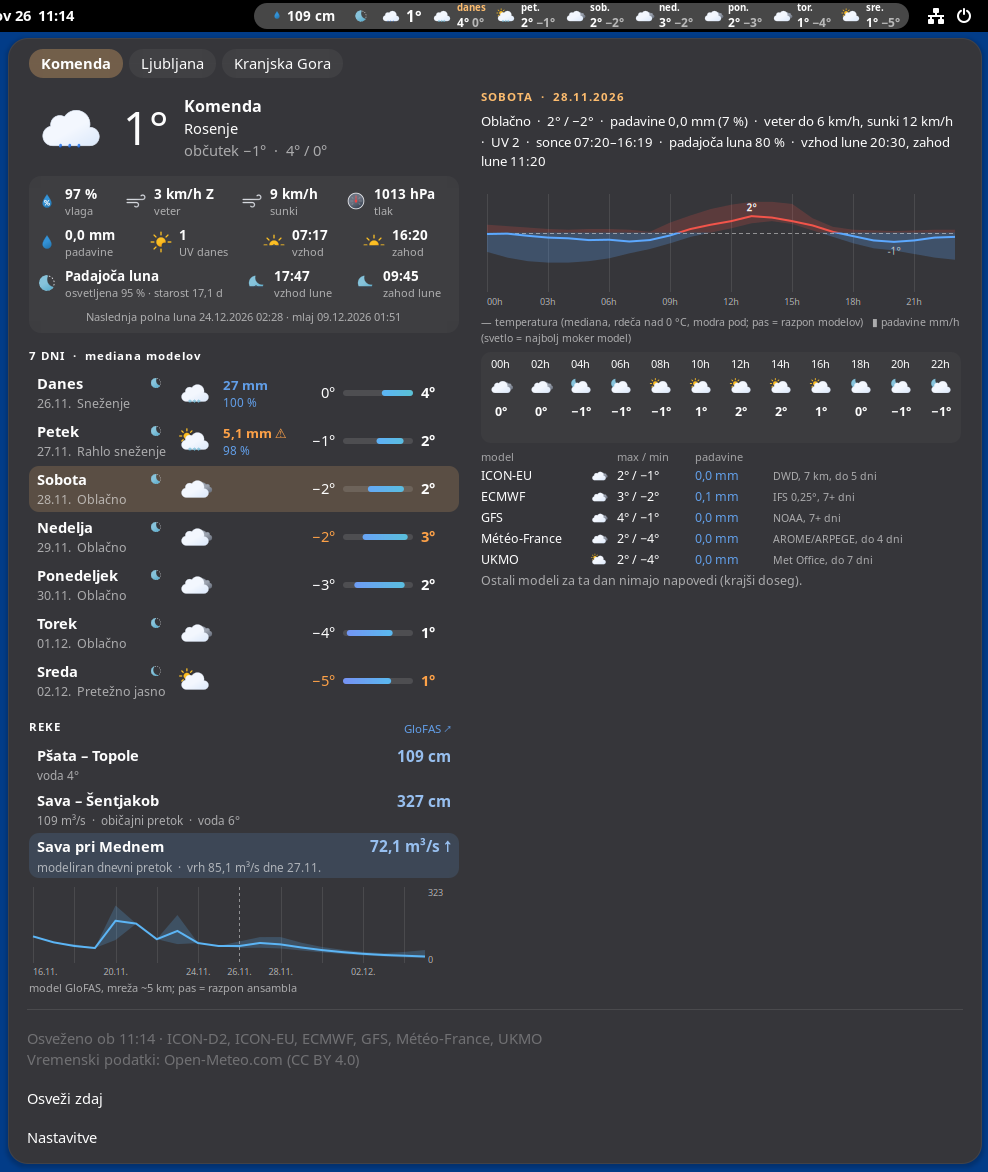 ov 26 11:14
109 cm 1° danes 4° 0° pet. 2° −1° sob. 2° −2° ned. 3° −2° pon. 2° −3° tor. 1° −4° sre. 1° −5°
Komenda Ljubljana Kranjska Gora
1°
Komenda
Rosenje
občutek −1° · 4° / 0°
97 % 3 km/h Z 9 km/h 1013 hPa
vlaga veter sunki tlak
0,0 mm 1 07:17 16:20
padavine UV danes vzhod zahod
Padajoča luna 17:47 09:45
osvetljena 95 % · starost 17,1 d vzhod lune zahod lune
Naslednja polna luna 24.12.2026 02:28 · mlaj 09.12.2026 01:51
7 DNI · mediana modelov
Danes 27 mm 0° 4°
26.11. Sneženje 100 %
Petek 5,1 mm ⚠ −1° 2°
27.11. Rahlo sneženje 98 %
Sobota −2° 2°
28.11. Oblačno
Nedelja −2° 3°
29.11. Oblačno
Ponedeljek −3° 2°
30.11. Oblačno
Torek −4° 1°
01.12. Oblačno
Sreda −5° 1°
02.12. Pretežno jasno
REKE GloFAS ↗
Pšata – Topole 109 cm
voda 4°
Sava – Šentjakob 327 cm
109 m³/s · običajni pretok · voda 6°
Sava pri Mednem 72,1 m³/s ↑
modeliran dnevni pretok · vrh 85,1 m³/s dne 27.11.
323
0
16.11. 20.11. 24.11. 26.11. 28.11. 02.12.
model GloFAS, mreža ~5 km; pas = razpon ansambla
SOBOTA · 28.11.2026
Oblačno · 2° / −2° · padavine 0,0 mm (7 %) · veter do 6 km/h, sunki 12 km/h
· UV 2 · sonce 07:20–16:19 · padajoča luna 80 % · vzhod lune 20:30, zahod
lune 11:20
2°
-1°
00h 03h 06h 09h 12h 15h 18h 21h
— temperatura (mediana, rdeča nad 0 °C, modra pod; pas = razpon modelov) ▮ padavine mm/h
(svetlo = najbolj moker model)
00h 02h 04h 06h 08h 10h 12h 14h 16h 18h 20h 22h
0° 0° −1° −1° −1° 1° 2° 2° 1° 0° −1° −1°
model max / min padavine
ICON-EU 2° / −1° 0,0 mm DWD, 7 km, do 5 dni
ECMWF 3° / −2° 0,1 mm IFS 0,25°, 7+ dni
GFS 4° / −1° 0,0 mm NOAA, 7+ dni
Météo-France 2° / −4° 0,0 mm AROME/ARPEGE, do 4 dni
UKMO 2° / −4° 0,0 mm Met Office, do 7 dni
Ostali modeli za ta dan nimajo napovedi (krajši doseg).
Osveženo ob 11:14 · ICON-D2, ICON-EU, ECMWF, GFS, Météo-France, UKMO
Vremenski podatki: Open-Meteo.com (CC BY 4.0)
Osveži zdaj
Nastavitve